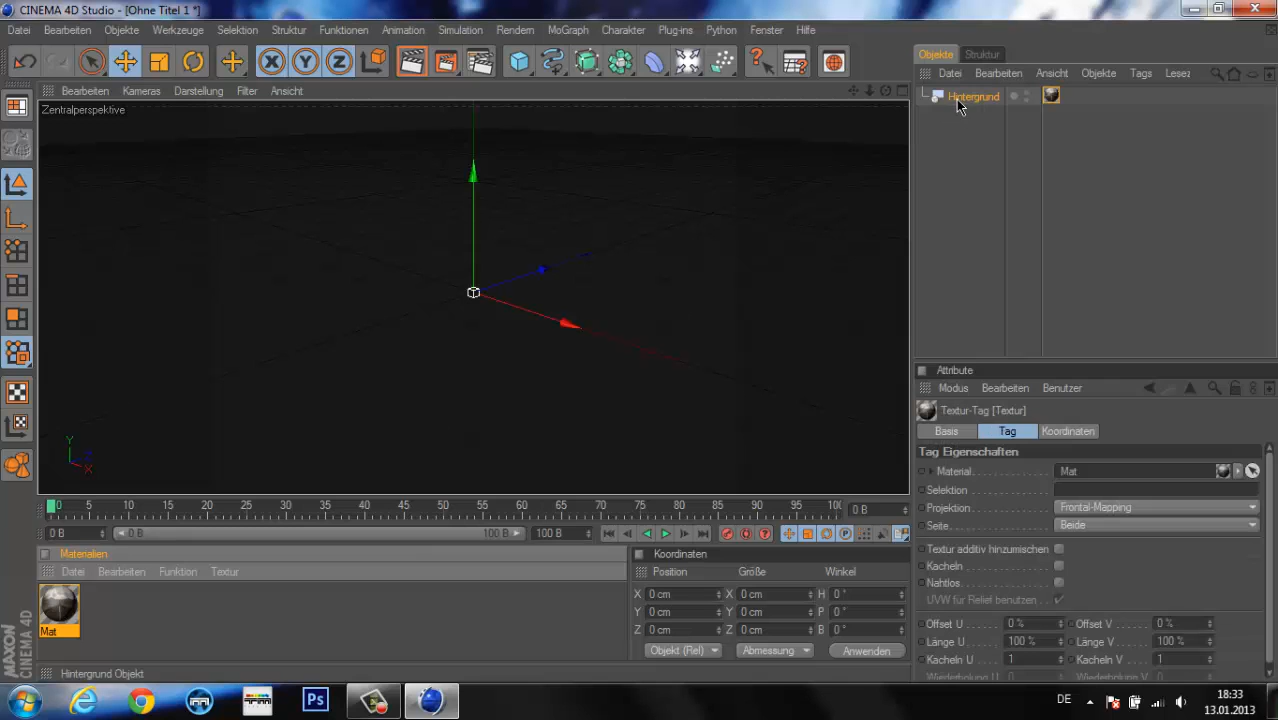 CINEMA 4D Studio - [Ohne Titel 1 *]
Datei Bearbeiten Objekte Werkzeuge Selektion Struktur Funktionen Animation Simulation Rendern MoGraph Charakter Plug-ins Python Fenster Hilfe
Objekte Struktur
Datei Bearbeiten Ansicht Objekte Tags Lesez
Bearbeiten Kameras Darstellung Filter Ansicht
Zentralperspektive
Hintergrund
Y
Z
X
Attribute
Modus Bearbeiten Benutzer
Textur-Tag [Textur]
Basis Tag Koordinaten
Tag Eigenschaften
Material Mat
Selektion
Projektion Frontal-Mapping
Seite Beide
Textur additiv hinzumischen
Kacheln
Nahtlos
UVW für Relief benutzen
Offset U 0 % Offset V 0 %
Länge U 100 % Länge V 100 %
Kacheln U 1 Kacheln V 1
0 5 10 15 20 25 30 35 40 45 50 55 60 65 70 75 80 85 90 95 10 0 B
0 B 0 B 100 B 100 B
Materialien
Datei Bearbeiten Funktion Textur
Mat
Koordinaten
Position Größe Winkel
X 0 cm X 0 cm H 0 °
Y 0 cm Y 0 cm P 0 °
Z 0 cm Z 0 cm B 0 °
Objekt (Rel) Abmessung Anwenden
MAXON
CINEMA 4D
Hintergrund Objekt
Ps
DE
18:33
13.01.2013